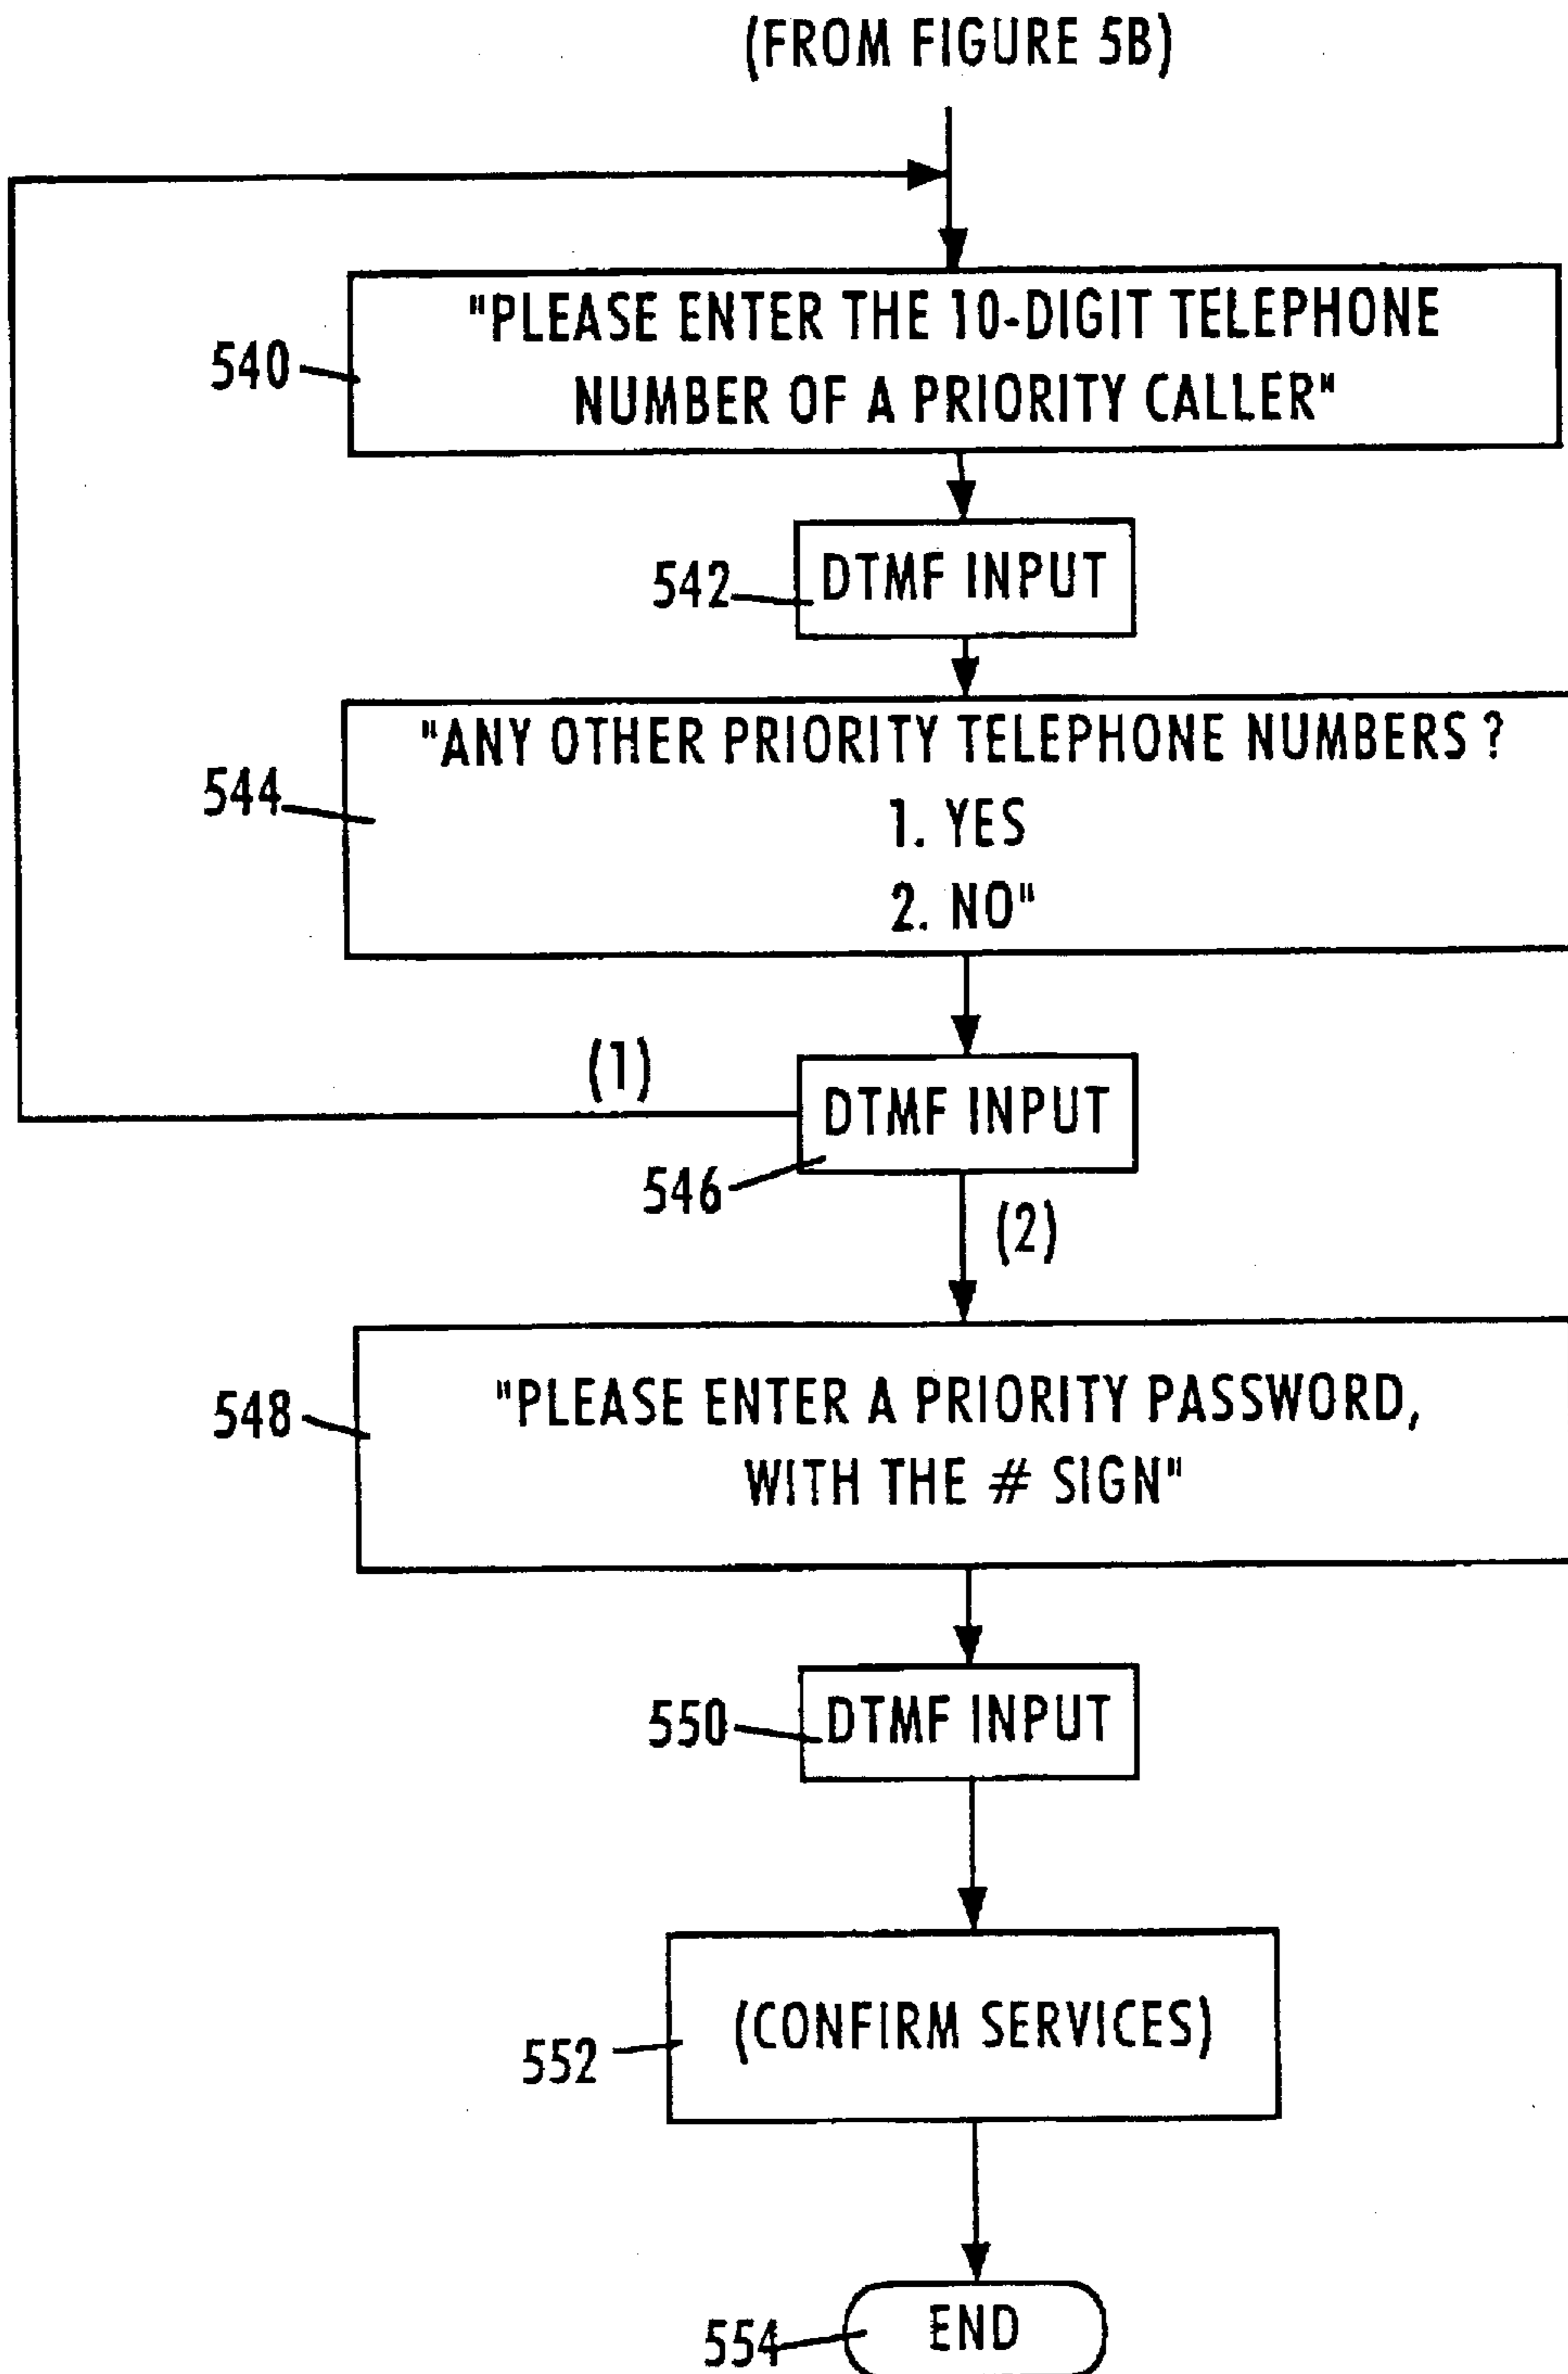 (FROM FIGURE 5B)
"PLEASE ENTER THE 10-DIGIT TELEPHONE
NUMBER OF A PRIORITY CALLER"
540
DTMF INPUT
542
"ANY OTHER PRIORITY TELEPHONE NUMBERS ?
1. YES
2. NO"
544
(1)
DTMF INPUT
546
(2)
"PLEASE ENTER A PRIORITY PASSWORD,
WITH THE # SIGN"
548
DTMF INPUT
550
(CONFIRM SERVICES)
552
END
554